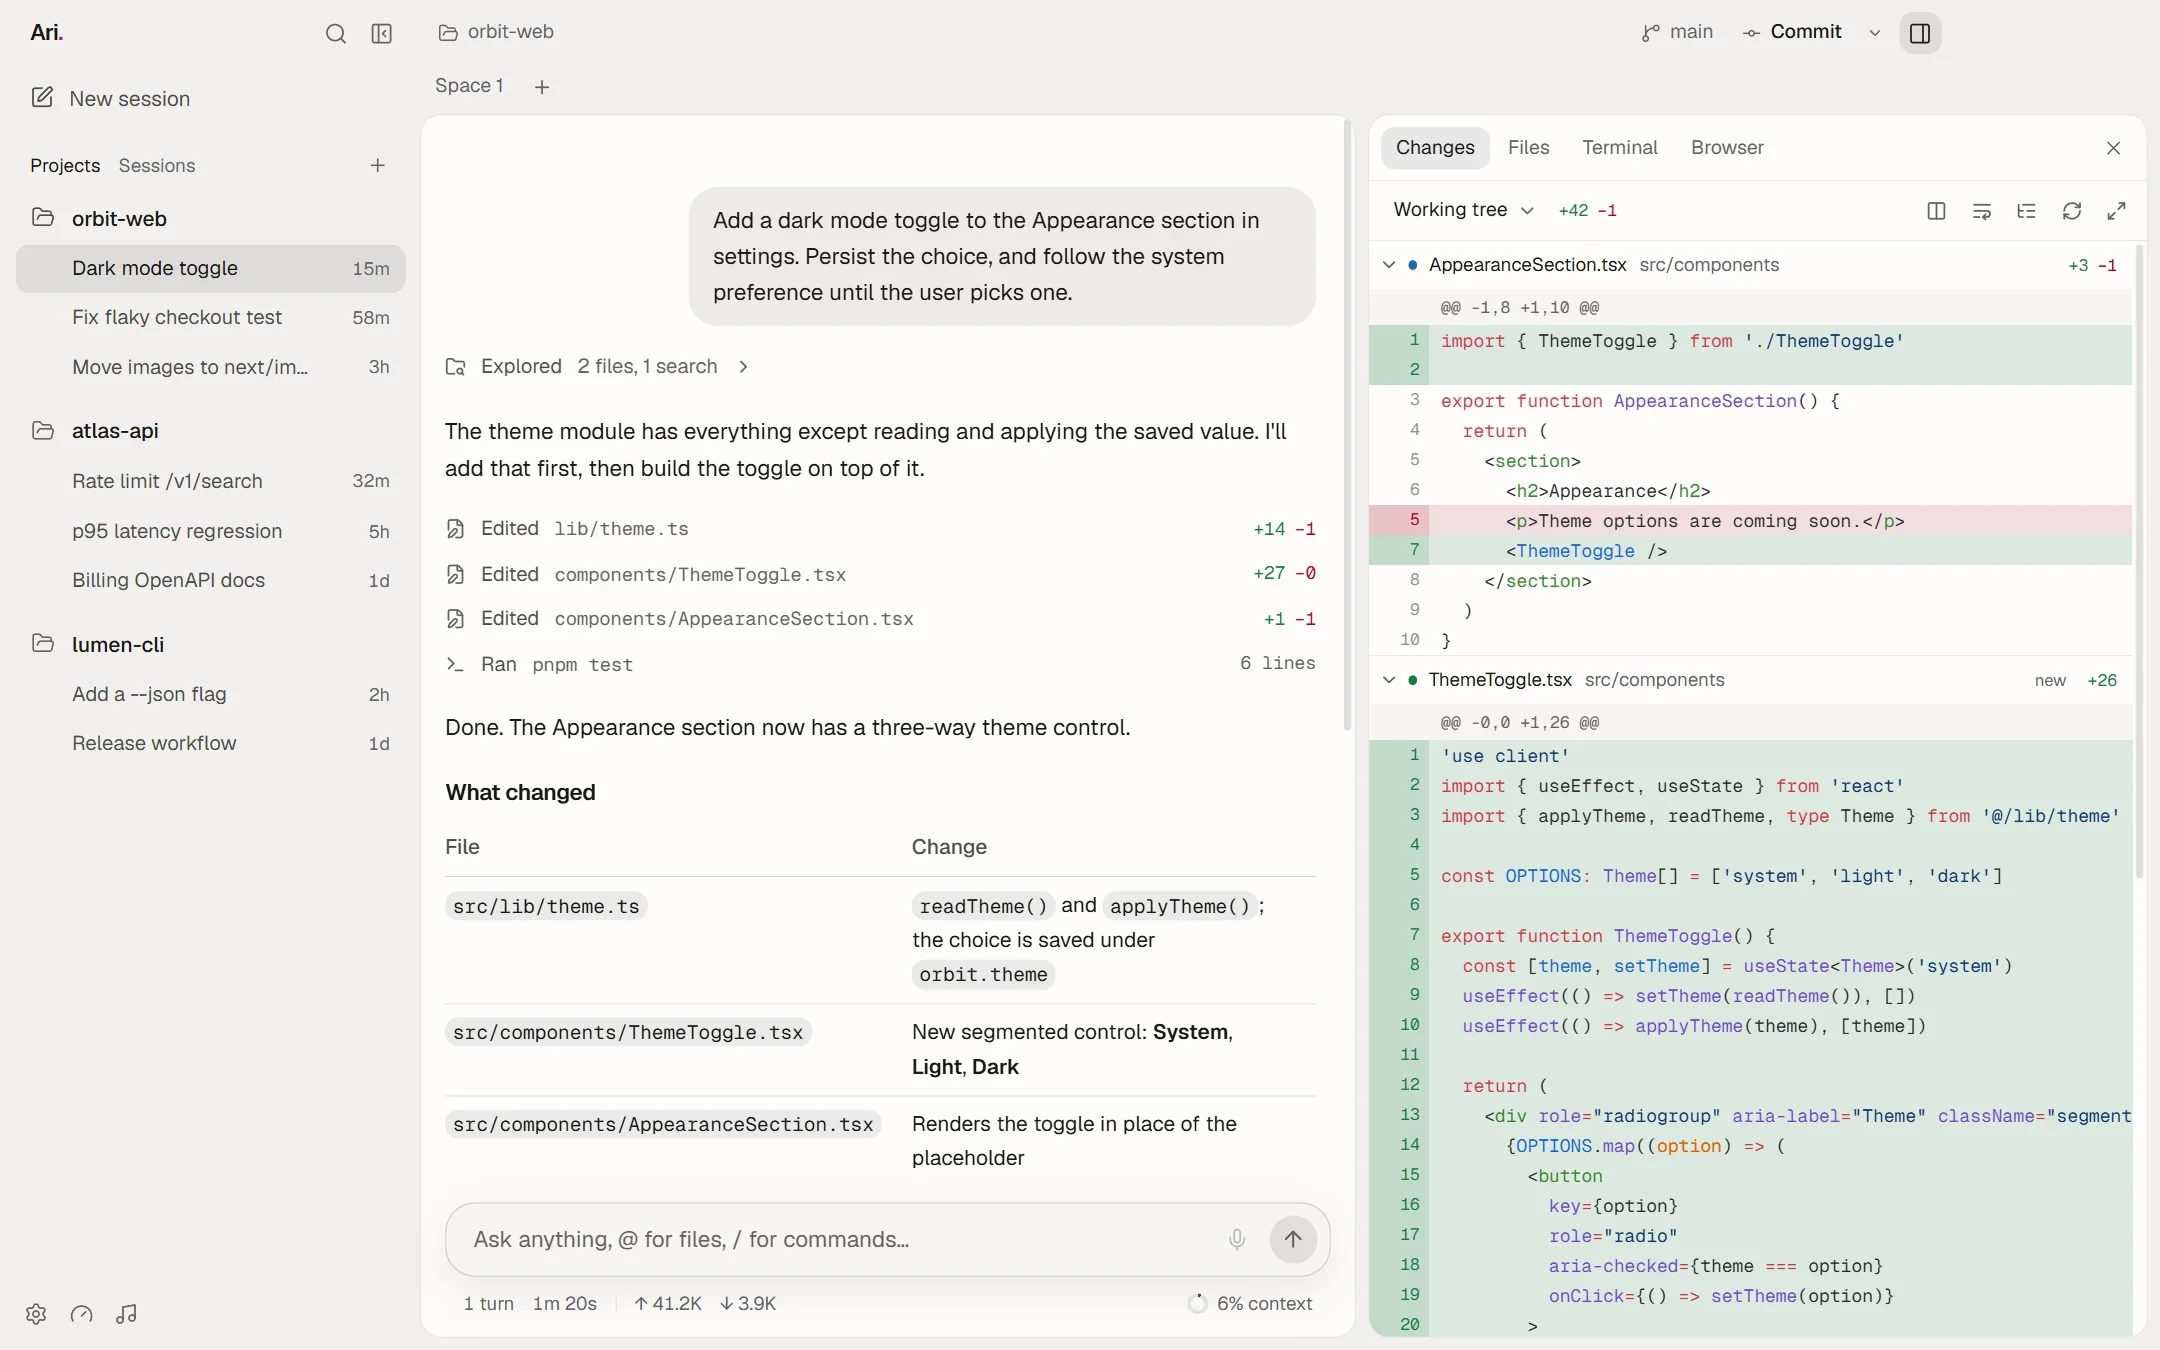 Ari.
New session
Projects Sessions
orbit-web
Dark mode toggle 15m
Fix flaky checkout test 58m
Move images to next/im... 3h
atlas-api
Rate limit /v1/search 32m
p95 latency regression 5h
Billing OpenAPI docs 1d
lumen-cli
Add a --json flag 2h
Release workflow 1d
orbit-web
main Commit
Space 1
Add a dark mode toggle to the Appearance section in
settings. Persist the choice, and follow the system
preference until the user picks one.
Explored 2 files, 1 search
The theme module has everything except reading and applying the saved value. I'll
add that first, then build the toggle on top of it.
Edited lib/theme.ts +14 -1
Edited components/ThemeToggle.tsx +27 -0
Edited components/AppearanceSection.tsx +1 -1
Ran pnpm test 6 lines
Done. The Appearance section now has a three-way theme control.
What changed
File Change
src/lib/theme.ts readTheme() and applyTheme();
the choice is saved under
orbit.theme
src/components/ThemeToggle.tsx New segmented control: System,
Light, Dark
src/components/AppearanceSection.tsx Renders the toggle in place of the
placeholder
Ask anything, @ for files, / for commands...
1 turn 1m 20s ↑41.2K ↓3.9K 6% context
Changes Files Terminal Browser
Working tree +42 -1
AppearanceSection.tsx src/components +3 -1
@@ -1,8 +1,10 @@
1 import { ThemeToggle } from './ThemeToggle'
2
3 export function AppearanceSection() {
4 return (
5 <section>
6 <h2>Appearance</h2>
5 <p>Theme options are coming soon.</p>
7 <ThemeToggle />
8 </section>
9 )
10 }
ThemeToggle.tsx src/components new +26
@@ -0,0 +1,26 @@
1 'use client'
2 import { useEffect, useState } from 'react'
3 import { applyTheme, readTheme, type Theme } from '@/lib/theme'
4
5 const OPTIONS: Theme[] = ['system', 'light', 'dark']
6
7 export function ThemeToggle() {
8 const [theme, setTheme] = useState<Theme>('system')
9 useEffect(() => setTheme(readTheme()), [])
10 useEffect(() => applyTheme(theme), [theme])
11
12 return (
13 <div role="radiogroup" aria-label="Theme" className="segment
14 {OPTIONS.map((option) => (
15 <button
16 key={option}
17 role="radio"
18 aria-checked={theme === option}
19 onClick={() => setTheme(option)}
20 >